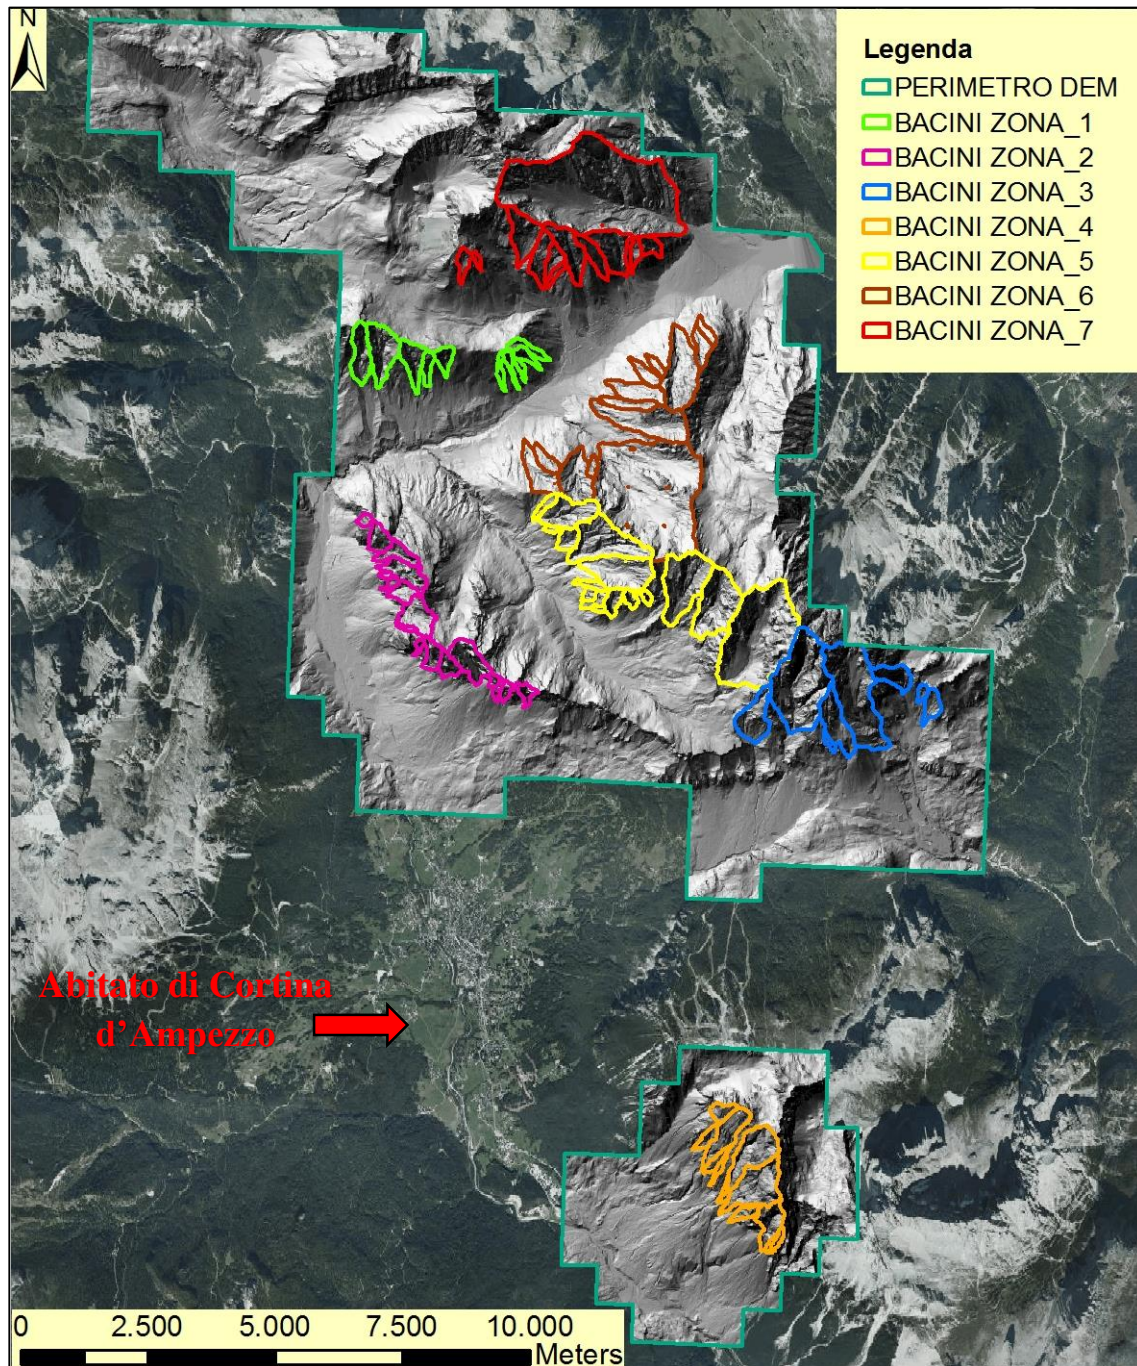 N
Legenda
PERIMETRO DEM
BACINI ZONA_1
BACINI ZONA_2
BACINI ZONA_3
BACINI ZONA_4
BACINI ZONA_5
BACINI ZONA_6
BACINI ZONA_7
Abitato di Cortina
d’Ampezzo
0 2.500 5.000 7.500 10.000
Meters